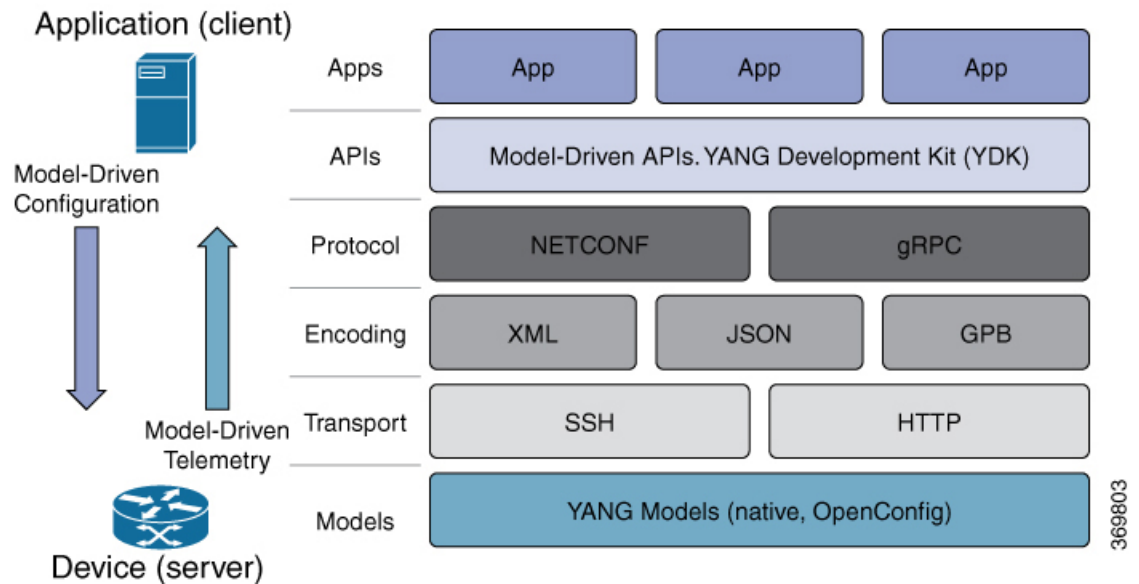 Application (client)
Model-Driven
Configuration
Model-Driven
Telemetry
Device (server)
Apps
App
App
App
APIs
Model-Driven APIs. YANG Development Kit (YDK)
Protocol
NETCONF
gRPC
Encoding
XML
JSON
GPB
Transport
SSH
HTTP
Models
YANG Models (native, OpenConfig)
369803